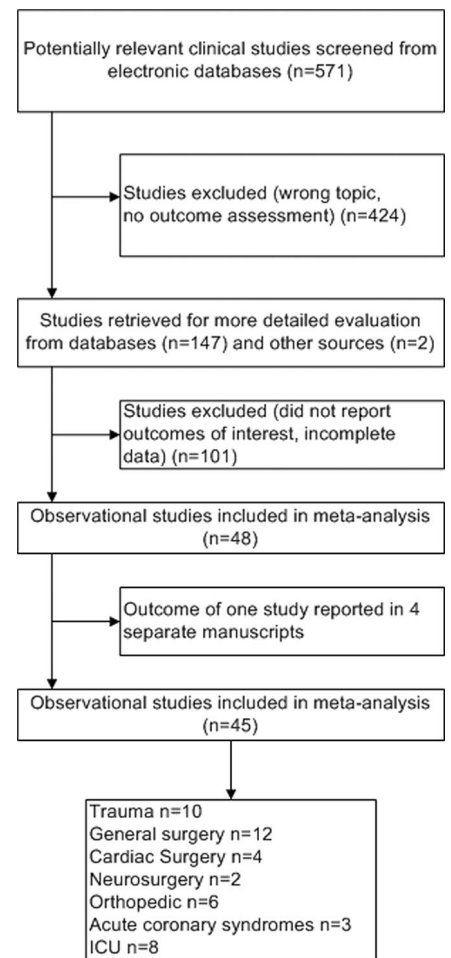 Potentially relevant clinical studies screened from
electronic databases (n=571)
Studies excluded (wrong topic,
no outcome assessment) (n=424)
Studies retrieved for more detailed evaluation
from databases (n=147) and other sources (n=2)
Studies excluded (did not report
outcomes of interest, incomplete
data) (n=101)
Observational studies included in meta-analysis
(n=48)
Outcome of one study reported in 4
separate manuscripts
Observational studies included in meta-analysis
(n=45)
Trauma n=10
General surgery n=12
Cardiac Surgery n=4
Neurosurgery n=2
Orthopedic n=6
Acute coronary syndromes n=3
ICU n=8